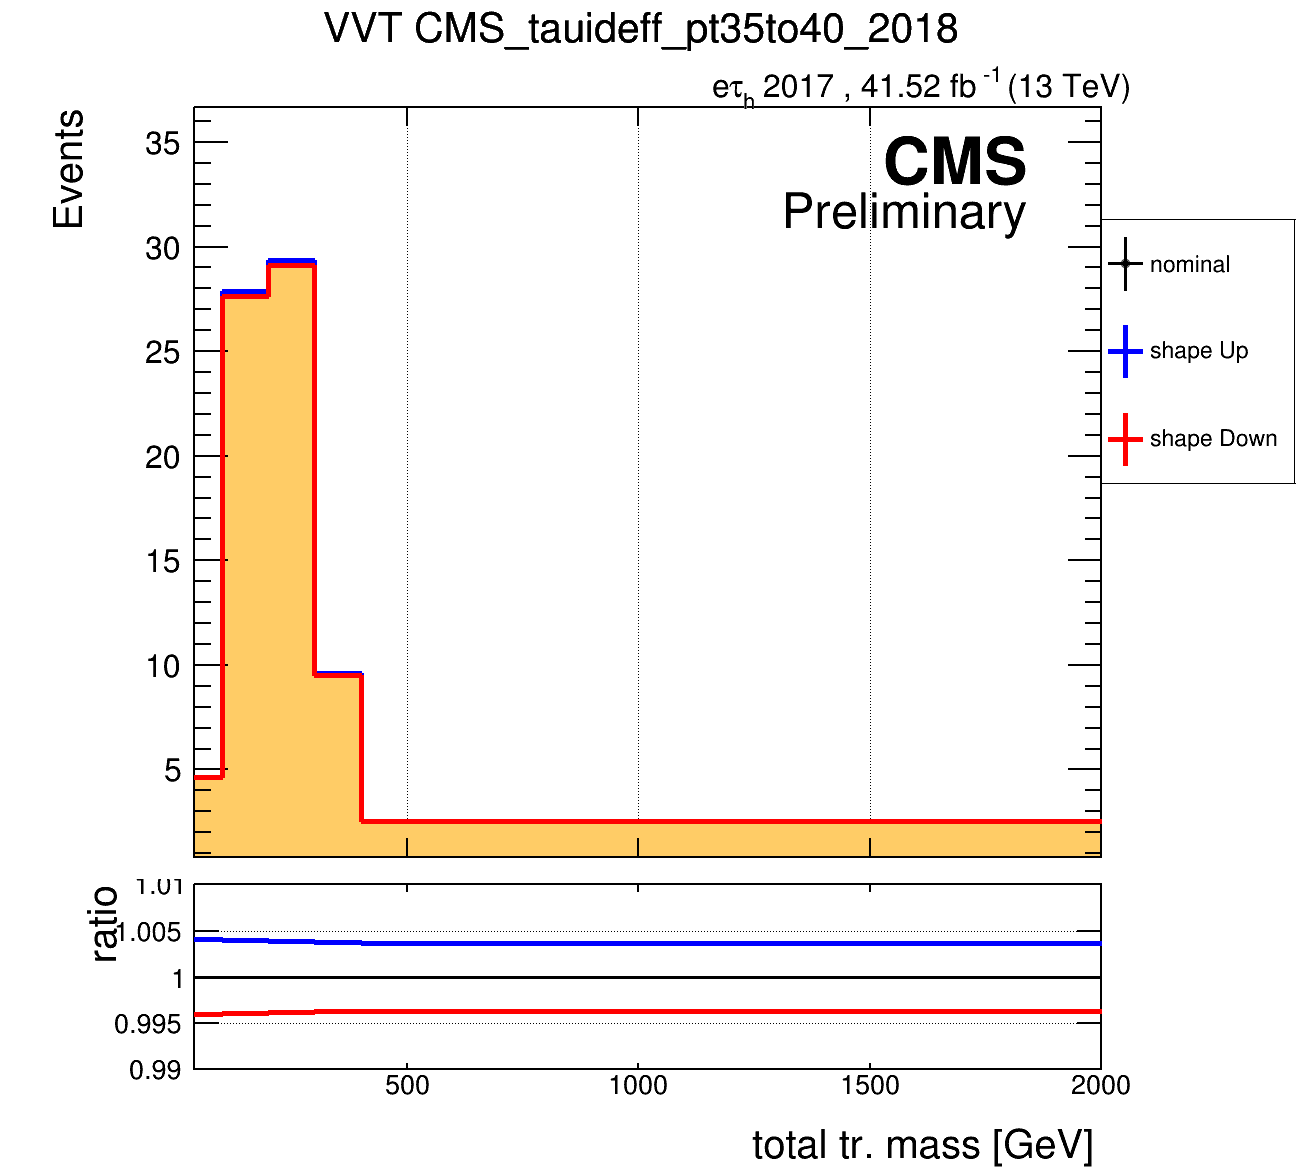 VVT CMS_tauideff_pt35to40_2018
eτh 2017 , 41.52 fb -1 (13 TeV)
Events
35
30
25
20
15
10
5
CMS
Preliminary
nominal
shape Up
shape Down
ratio
1.01
1.005
1
0.995
0.99
500
1000
1500
2000
total tr. mass [GeV]